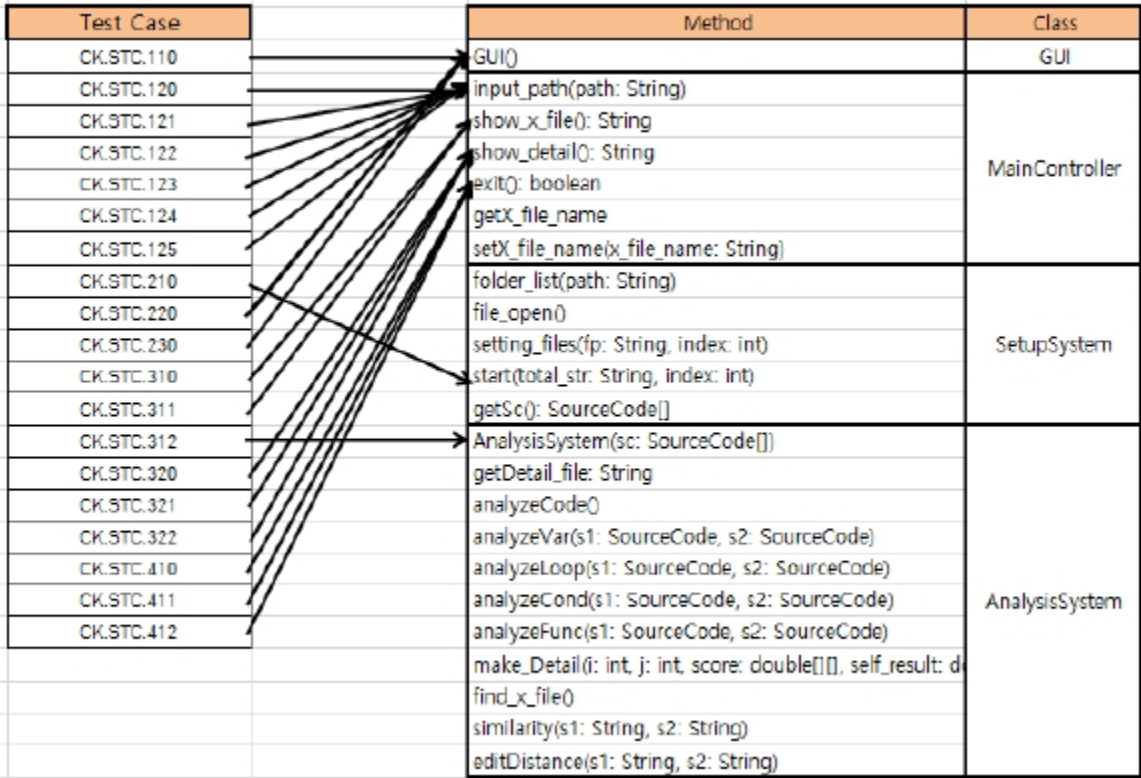 Test Case Method Class
CK.STC.110 GUI() GUI
CK.STC.120 input_path(path: String)
CK.STC.121 show_x_file(): String
CK.STC.122 show_detail(): String
MainController
CK.STC.123 exit(): boolean
CK.STC.124 getX_file_name
CK.STC.125 setX_file_name(x_file_name: String)
CK.STC.210 folder_list(path: String)
CK.STC.220 file_open()
CK.STC.230 setting_files(fp: String, index: int) SetupSystem
CK.STC.310 start(total_str: String, index: int)
CK.STC.311 getSc(): SourceCode[]
CK.STC.312 AnalysisSystem(sc: SourceCode[])
CK.STC.320 getDetail_file: String
CK.STC.321 analyzeCode()
CK.STC.322 analyzeVar(s1: SourceCode, s2: SourceCode)
CK.STC.410 analyzeLoop(s1: SourceCode, s2: SourceCode)
CK.STC.411 analyzeCond(s1: SourceCode, s2: SourceCode) AnalysisSystem
CK.STC.412 analyzeFunc(s1: SourceCode, s2: SourceCode)
make_Detail(i: int, j: int, score: double[][], self_result: d
find_x_file()
similarity(s1: String, s2: String)
editDistance(s1: String, s2: String)